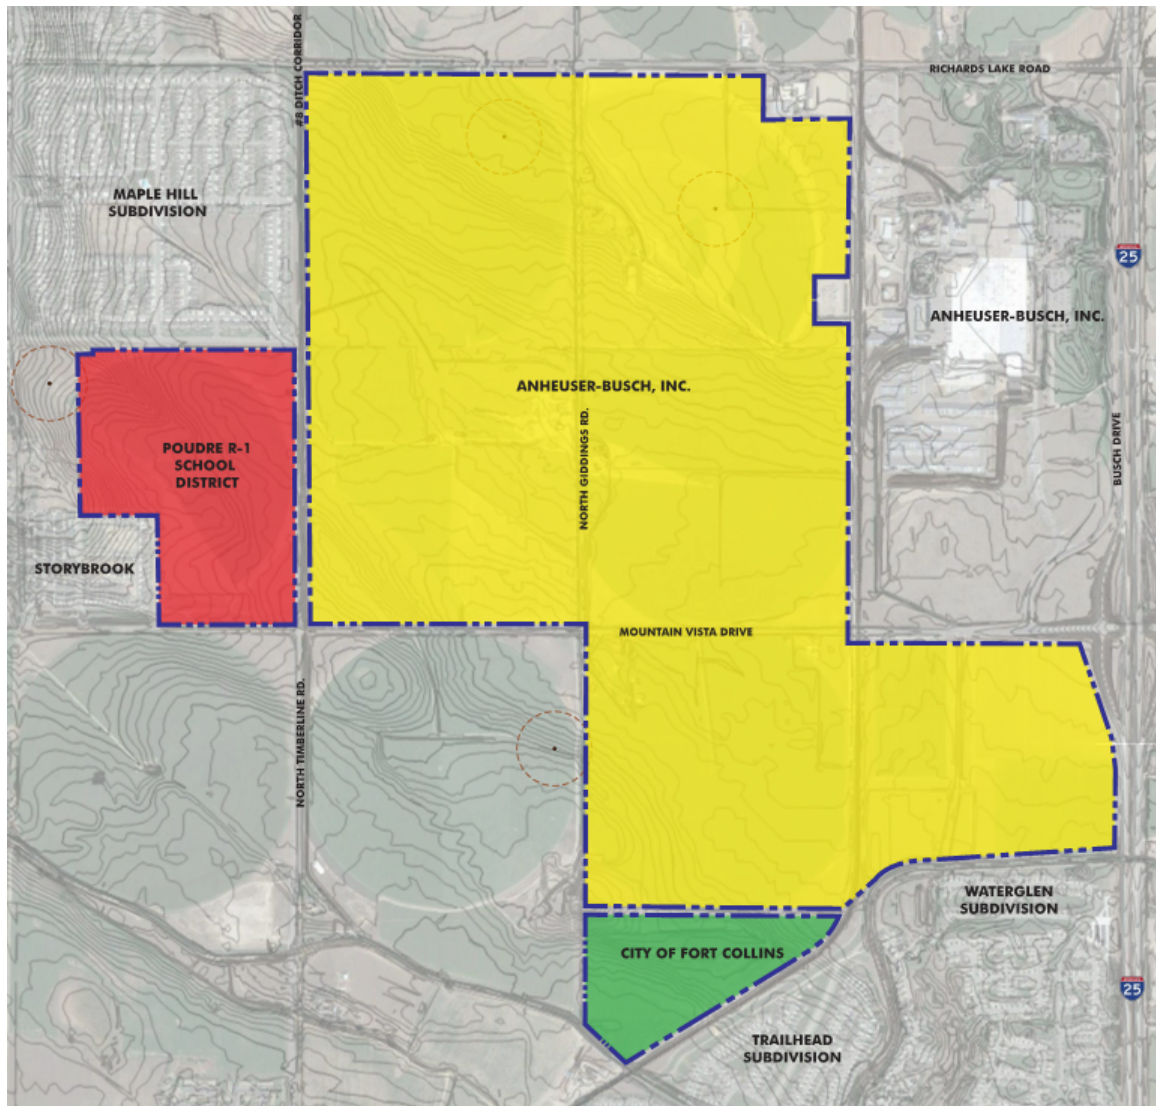 #8 DITCH CORRIDOR
RICHARDS LAKE ROAD
MAPLE HILL
SUBDIVISION
25
ANHEUSER-BUSCH, INC.
ANHEUSER-BUSCH, INC.
NORTH GIDDINGS RD.
BUSCH DRIVE
POUDRE R-1
SCHOOL
DISTRICT
STORYBROOK
MOUNTAIN VISTA DRIVE
NORTH TIMBERLINE RD.
WATERGLEN
SUBDIVISION
CITY OF FORT COLLINS
25
TRAILHEAD
SUBDIVISION